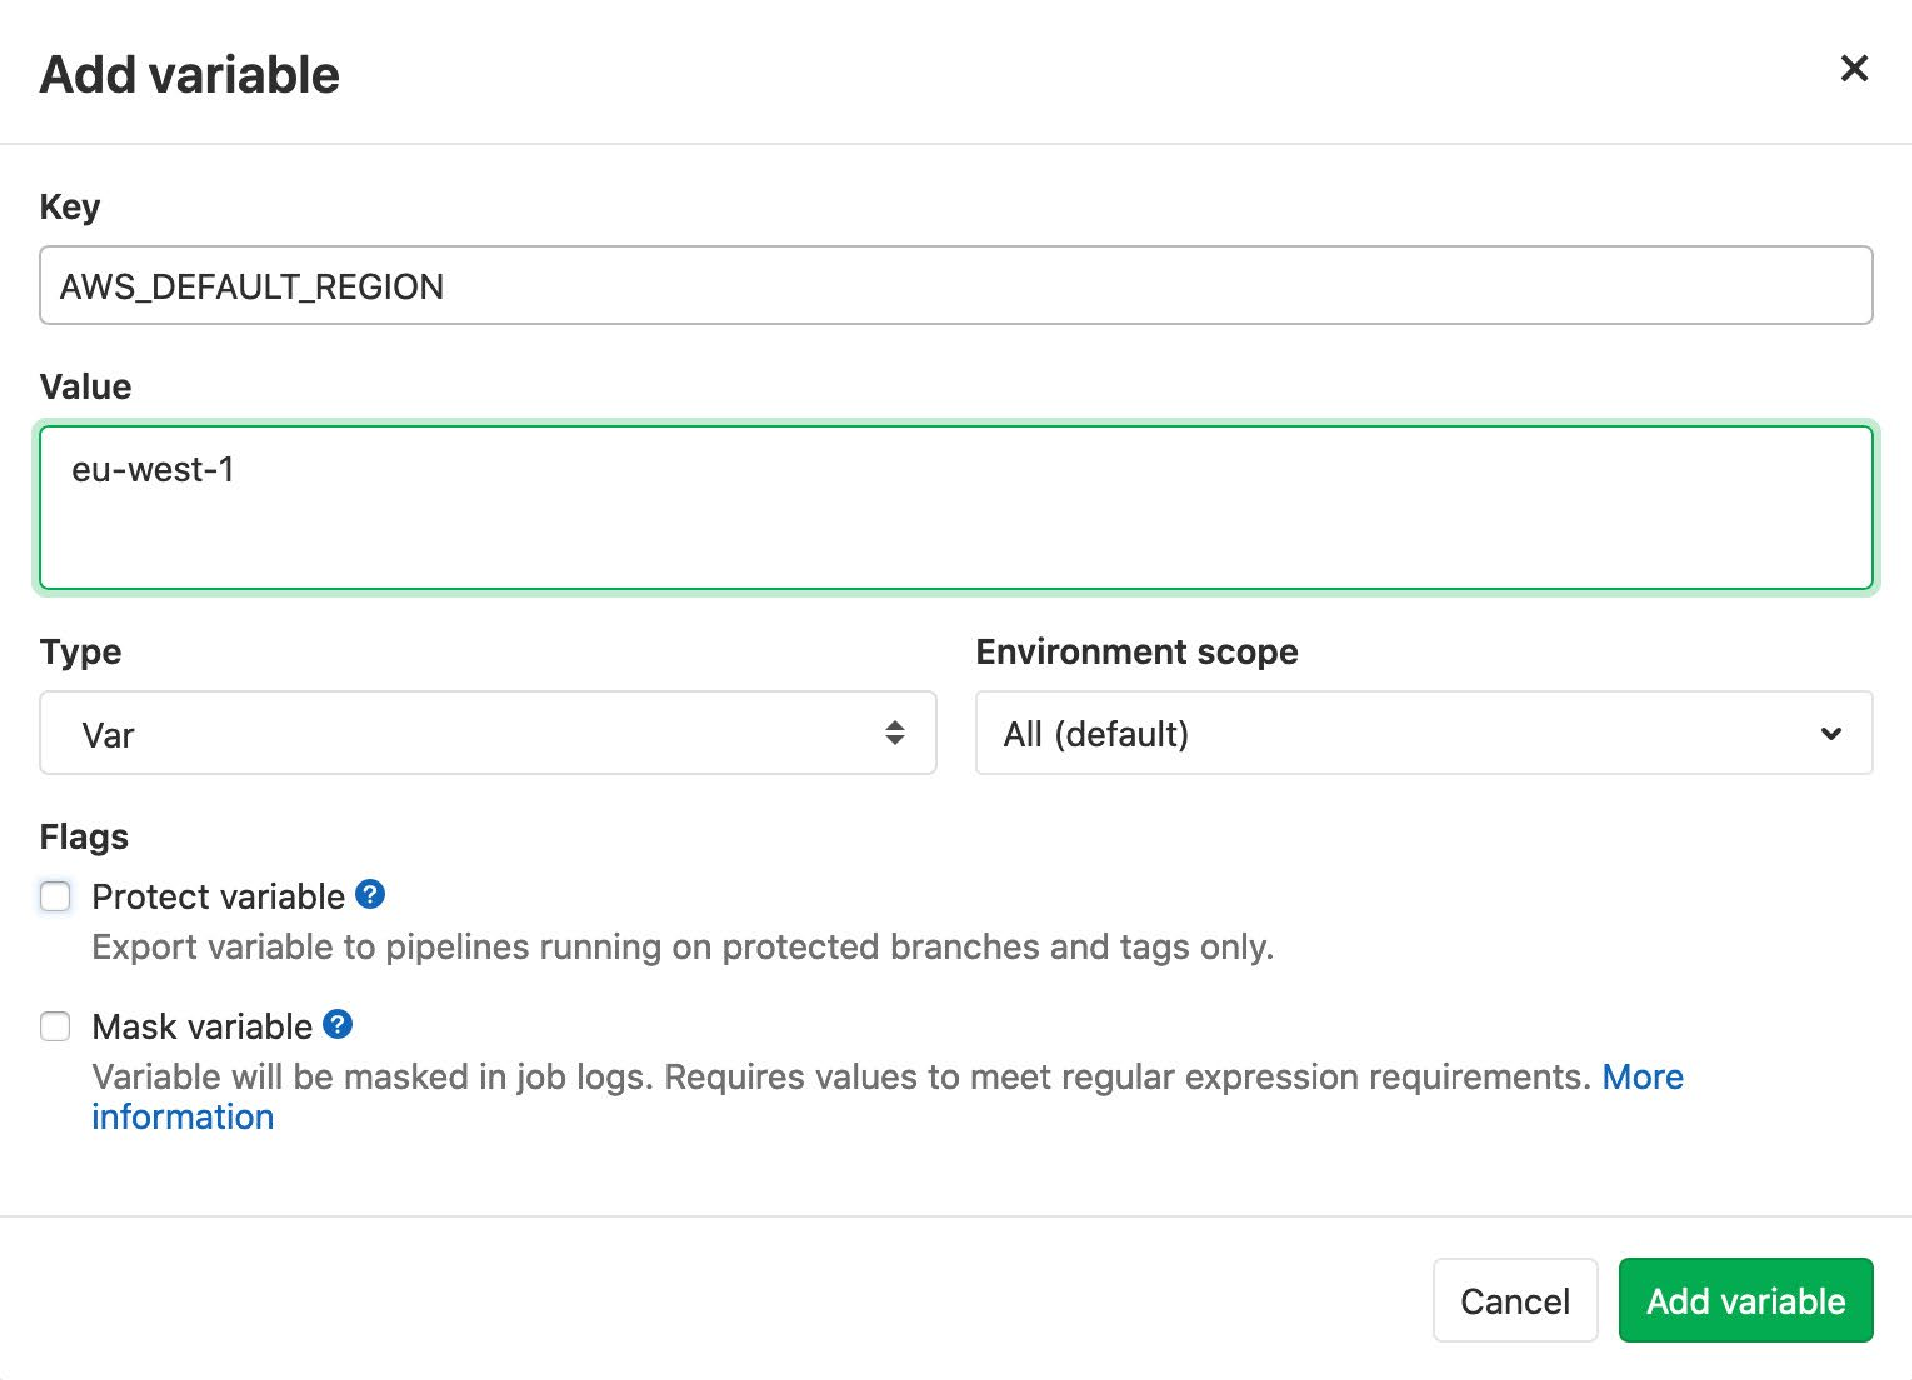 Add variable
Key
AWS_DEFAULT_REGION
Value
eu-west-1
Type
Environment scope
Var
All (default)
Flags
Protect variable ?
Export variable to pipelines running on protected branches and tags only.
Mask variable ?
Variable will be masked in job logs. Requires values to meet regular expression requirements. More
information
Cancel
Add variable